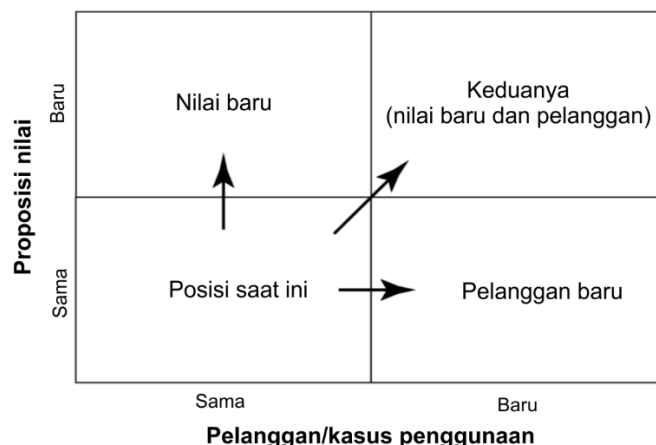 Proposisi nilai
Baru
Sama
Nilai baru
Keduanya
(nilai baru dan pelanggan)
Posisi saat ini
Pelanggan baru
Sama
Baru
Pelanggan/kasus penggunaan